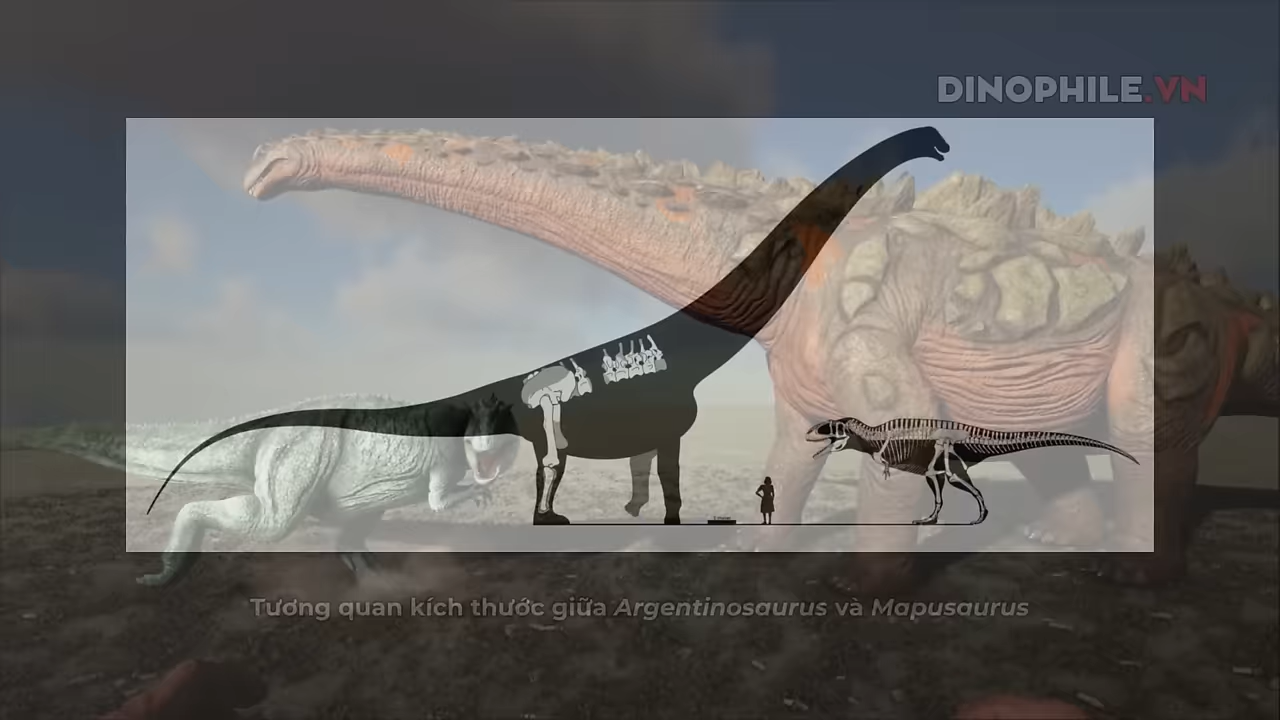 DINOPHILE.VN
Tương quan kích thước giữa Argentinosaurus và Mapusaurus